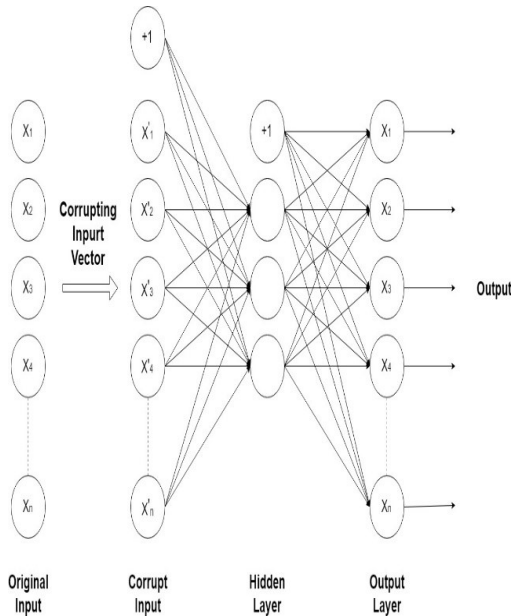 +1
X1
X2
X3
X4
Xn
Corrupting
Inpurt
Vector
X'1
X'2
X'3
X'4
X'n
+1
X1
X2
X3
X4
Xn
Output
Original
Input
Corrupt
Input
Hidden
Layer
Output
Layer